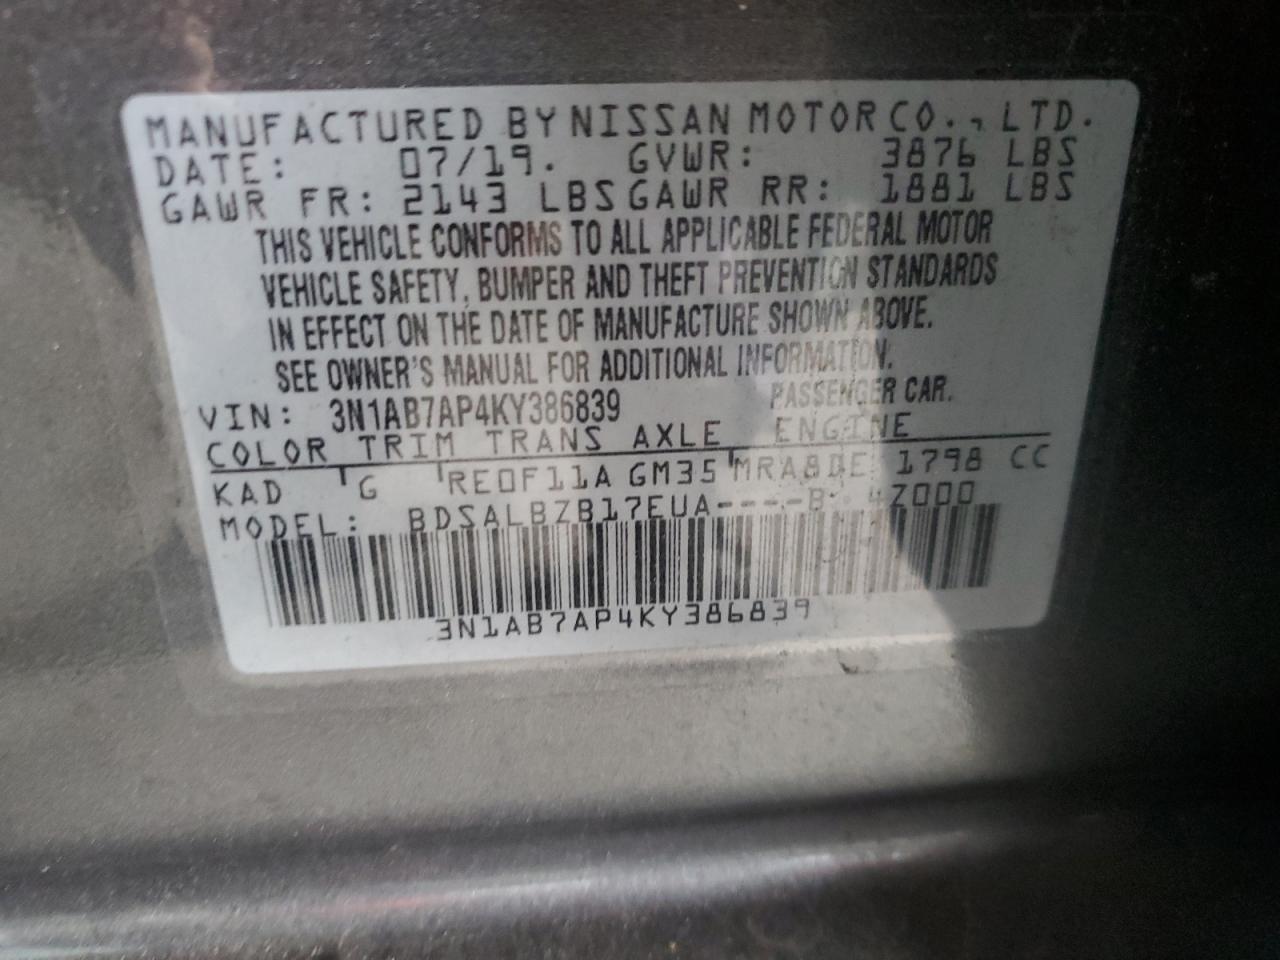 MANUFACTURED BY NISSAN MOTOR CO., LTD.
DATE: 07/19. GVWR: 3876 LBS
GAWR FR: 2143 LBS GAWR RR: 1881 LBS
THIS VEHICLE CONFORMS TO ALL APPLICABLE FEDERAL MOTOR
VEHICLE SAFETY, BUMPER AND THEFT PREVENTION STANDARDS
IN EFFECT ON THE DATE OF MANUFACTURE SHOWN ABOVE.
SEE OWNER'S MANUAL FOR ADDITIONAL INFORMATION.
VIN: 3N1AB7AP4KY386839 PASSENGER CAR.
COLOR TRIM TRANS AXLE ENGINE
KAD G RE0F11A GM35 MRA8DE 1798 CC
MODEL: BDSALBZB17EUA----B- 4Z000
3N1AB7AP4KY386839